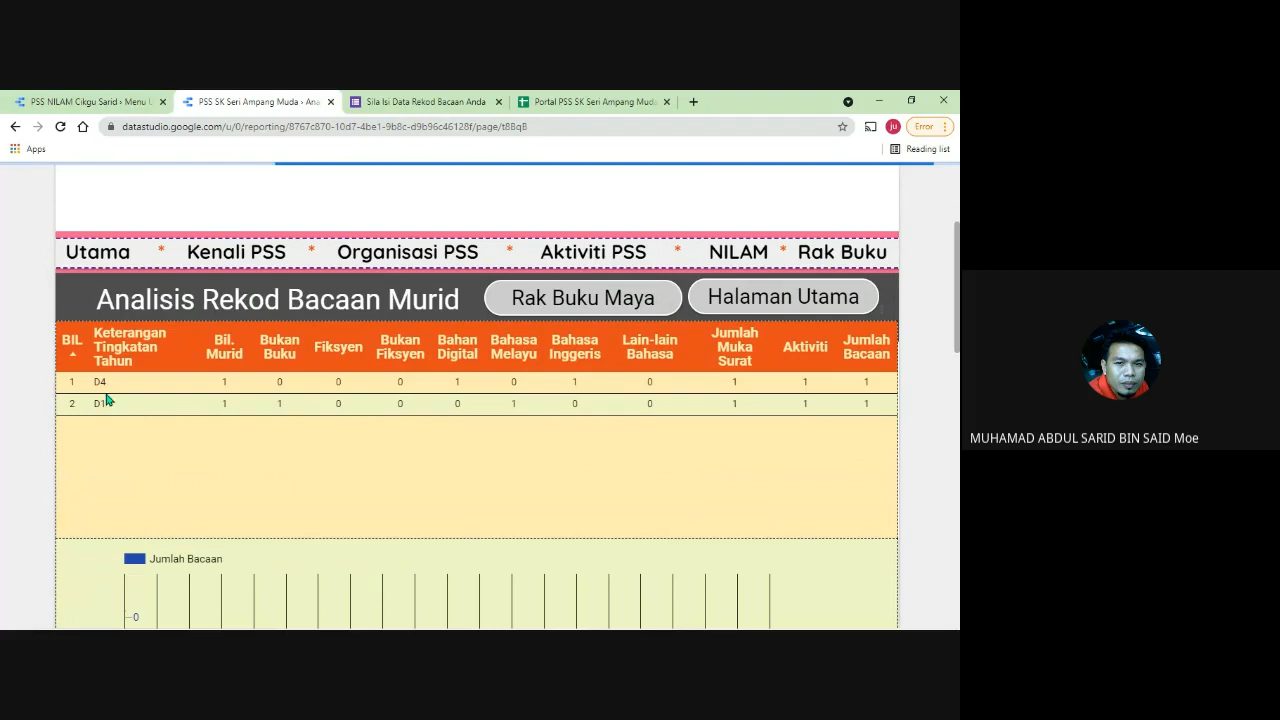 PSS NILAM Cikgu Sarid › Menu U
PSS SK Seri Ampang Muda › Ana
Sila Isi Data Rekod Bacaan Anda
Portal PSS SK Seri Ampang Muda
datastudio.google.com/u/0/reporting/8767c870-10d7-4be1-9b8c-d9b96c46128f/page/t8BqB
ju
Error
Apps
Reading list
Utama * Kenali PSS * Organisasi PSS * Aktiviti PSS * NILAM * Rak Buku
Analisis Rekod Bacaan Murid
Rak Buku Maya
Halaman Utama
BIL Keterangan Tingkatan Tahun Bil. Murid Bukan Buku Fiksyen Bukan Fiksyen Bahan Digital Bahasa Melayu Bahasa Inggeris Lain-lain Bahasa Jumlah Muka Surat Aktiviti Jumlah Bacaan
1 D4 1 0 0 0 1 0 1 0 1 1 1
2 D1 1 1 0 0 0 1 0 0 1 1 1
Jumlah Bacaan
0
MUHAMAD ABDUL SARID BIN SAID Moe